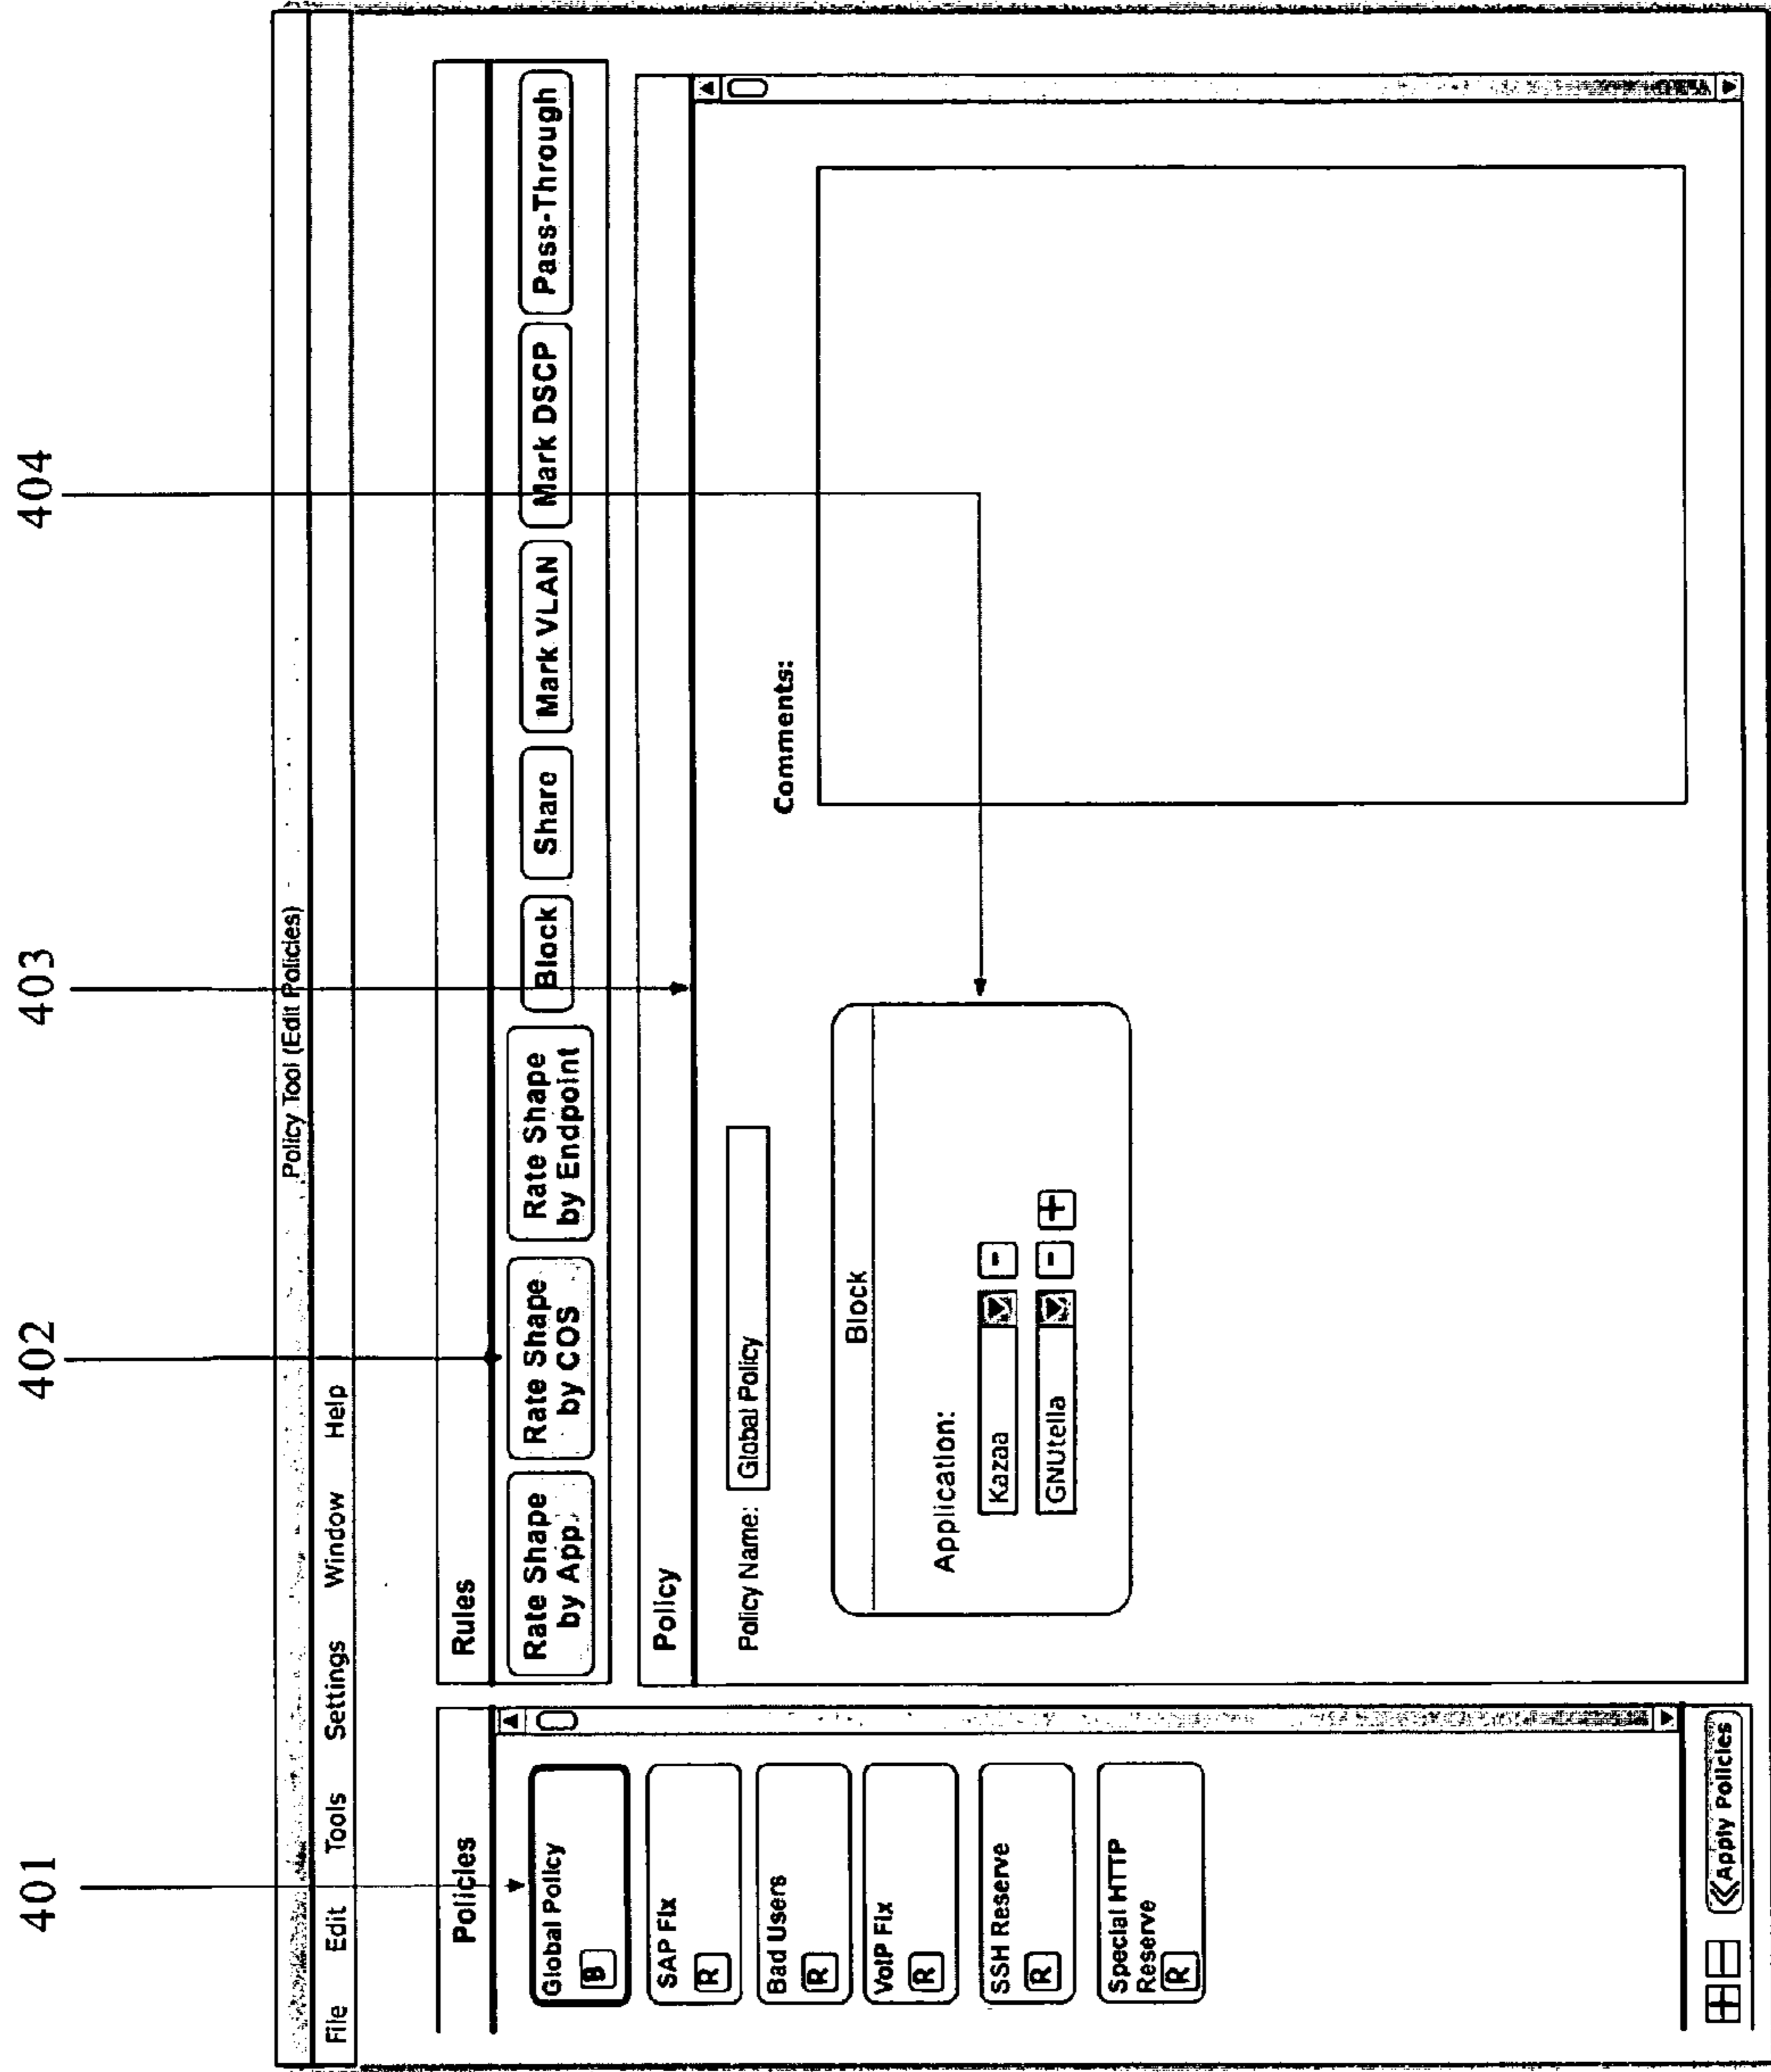 401
402
403
404
Policy Tool (Edit Policies)
File Edit Tools Settings Window Help
Policies
Global Policy
B
SAP Fix
R
Bad Users
R
VoIP Fix
R
SSH Reserve
R
Special HTTP
Reserve
R
+ - Apply Policies
Rules
Rate Shape
by App.
Rate Shape
by COS
Rate Shape
by Endpoint
Block
Share
Mark VLAN
Mark DSCP
Pass-Through
Policy
Policy Name: Global Policy
Block
Application:
Kazaa -
GNUtella - +
Comments: